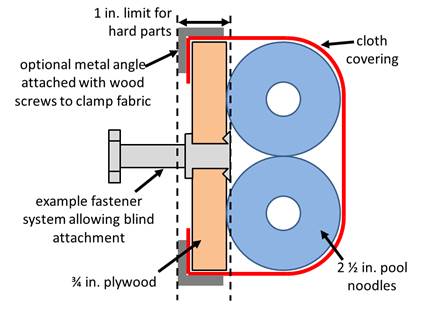 1 in. limit for
hard parts
cloth
covering
optional metal angle
attached with wood
screws to clamp fabric
example fastener
system allowing blind
attachment
¾ in. plywood
2 ½ in. pool
noodles